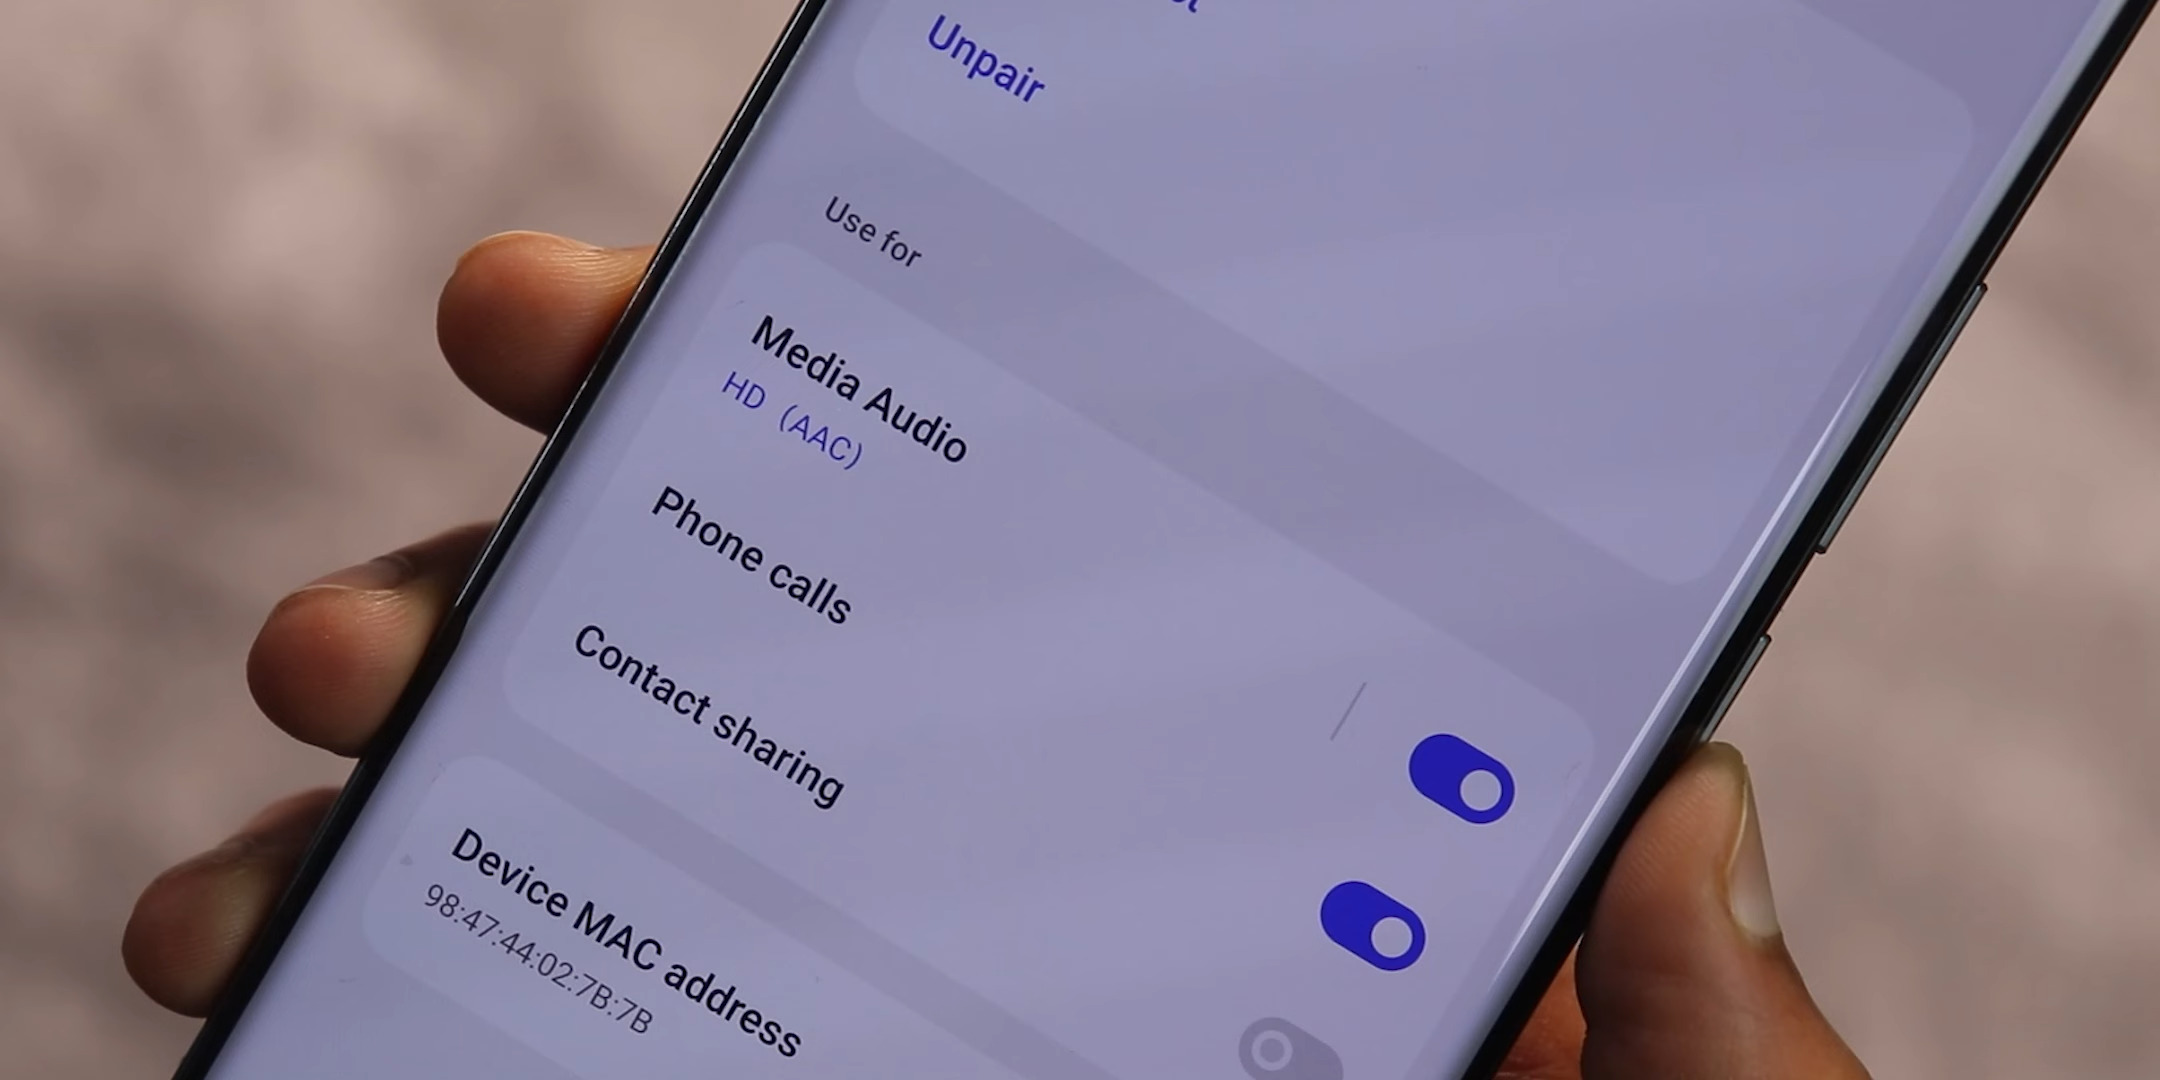 Unpair
Use for
Media Audio
HD (AAC)
Phone calls
Contact sharing
Device MAC address
98:47:44:02:7B:7B